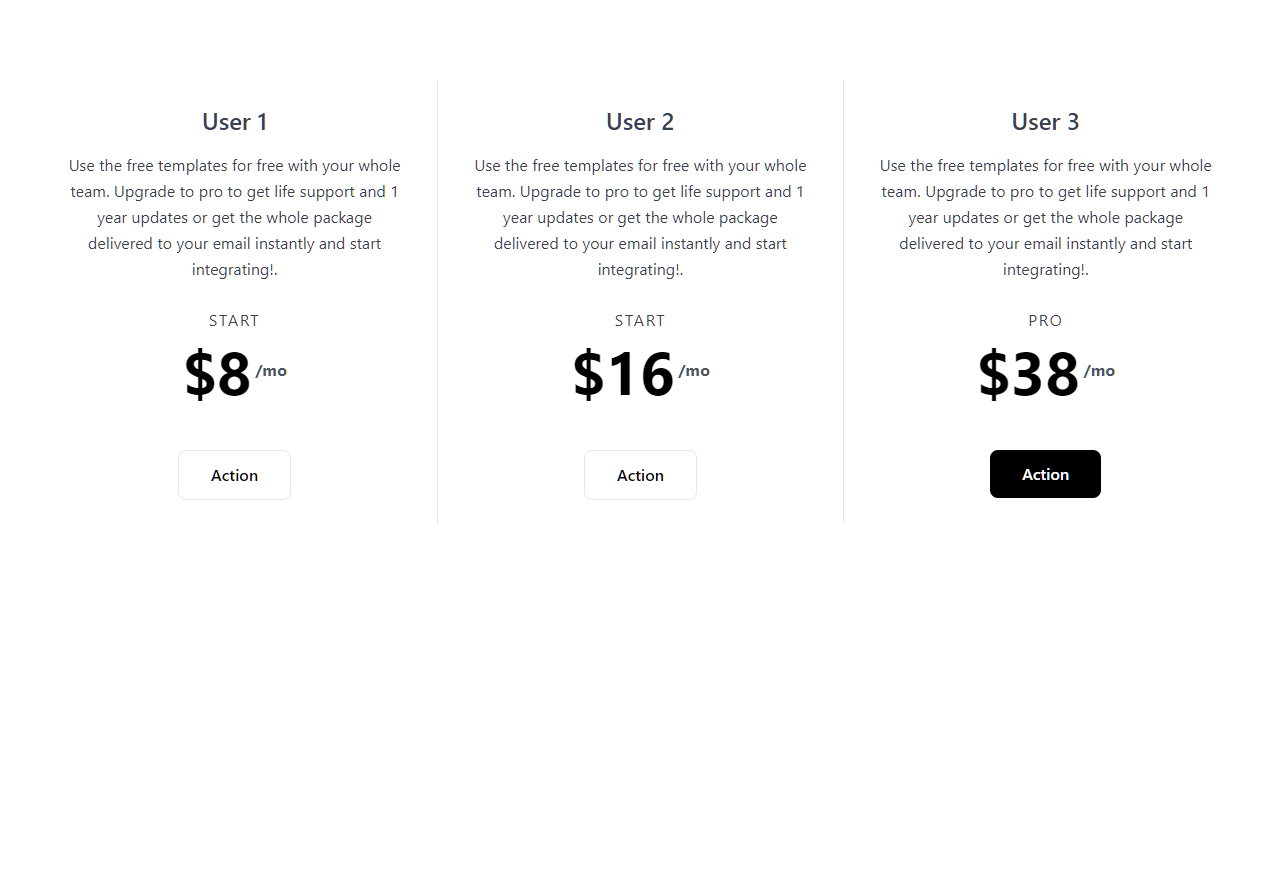 User 1
Use the free templates for free with your whole
team. Upgrade to pro to get life support and 1
year updates or get the whole package
delivered to your email instantly and start
integrating!.
START
$8 /mo
Action
User 2
Use the free templates for free with your whole
team. Upgrade to pro to get life support and 1
year updates or get the whole package
delivered to your email instantly and start
integrating!.
START
$16 /mo
Action
User 3
Use the free templates for free with your whole
team. Upgrade to pro to get life support and 1
year updates or get the whole package
delivered to your email instantly and start
integrating!.
PRO
$38 /mo
Action